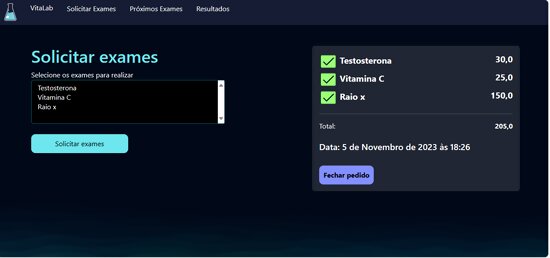 VitaLab Solicitar Exames Próximos Exames Resultados
Solicitar exames
Selecione os exames para realizar
Testosterona
Vitamina C
Raio x
Solicitar exames
Testosterona 30,0
Vitamina C 25,0
Raio x 150,0
Total: 205,0
Data: 5 de Novembro de 2023 às 18:26
Fechar pedido